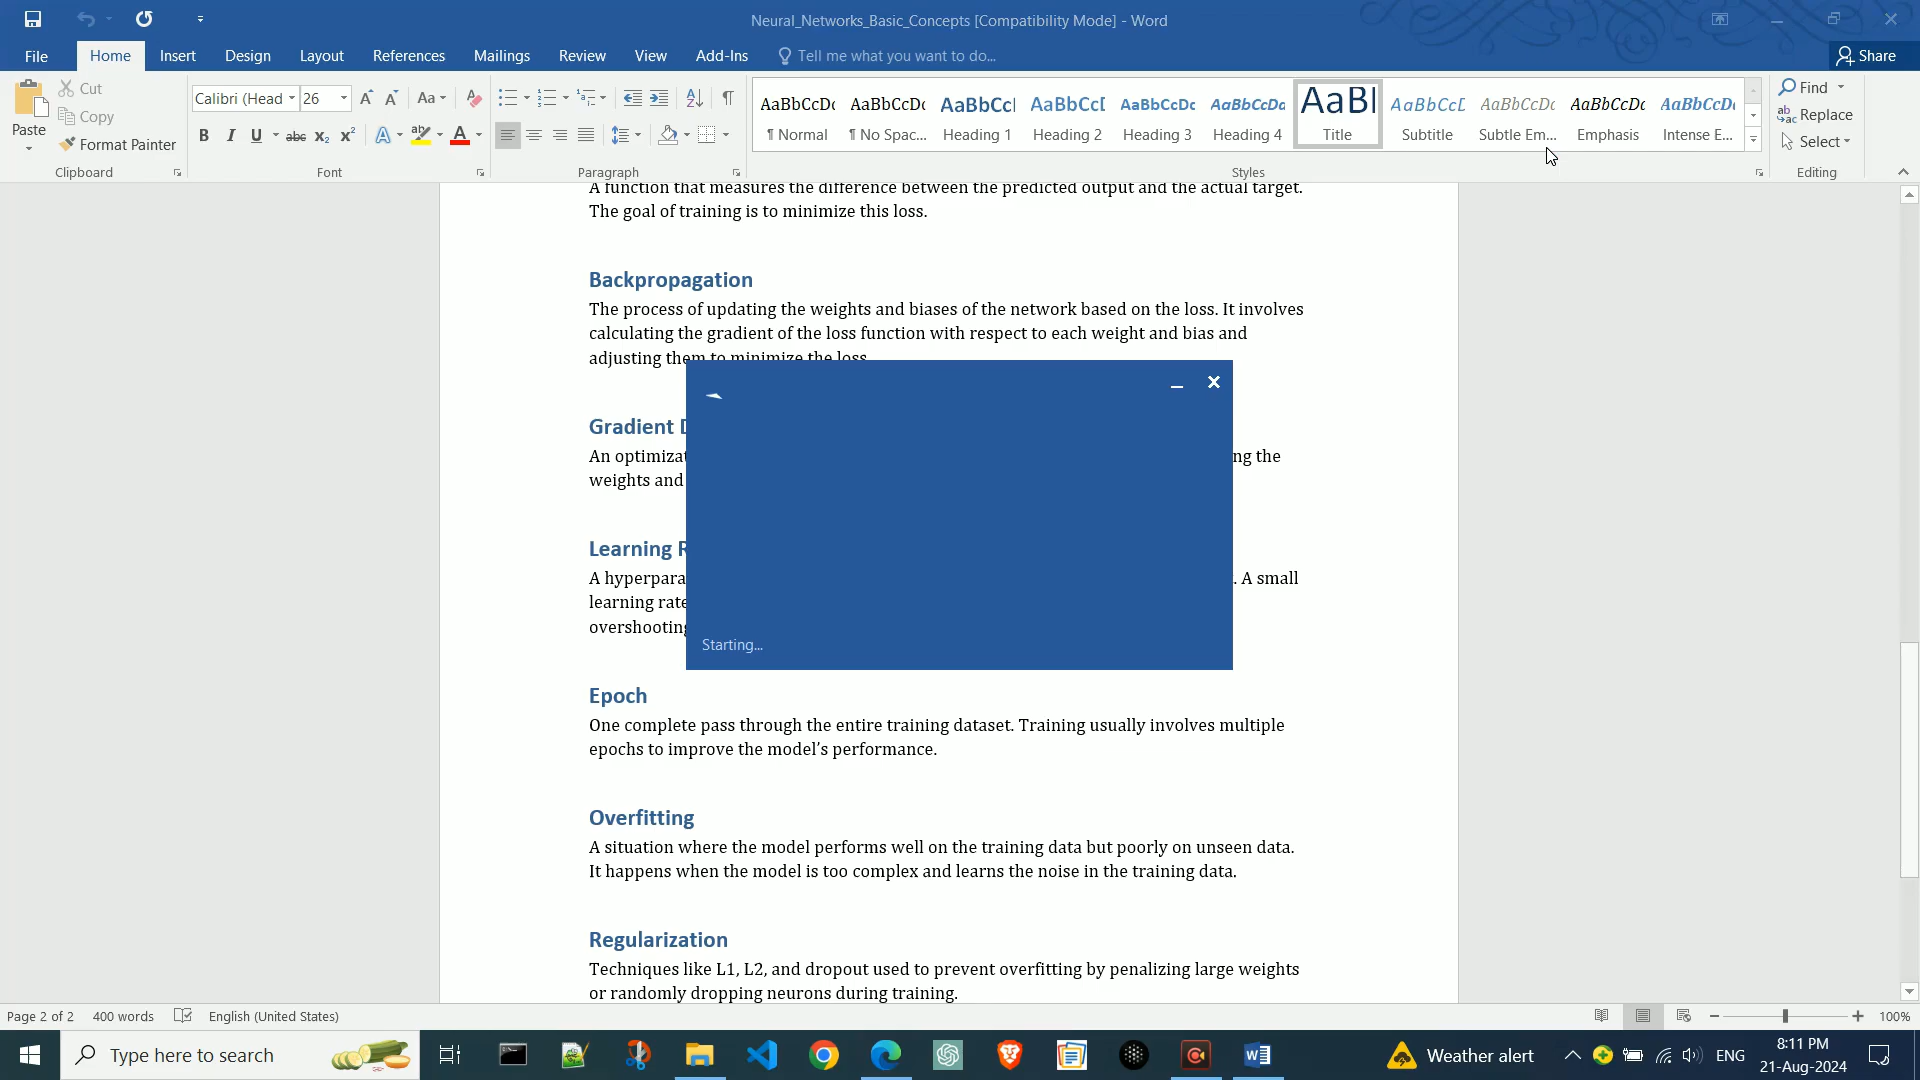 Neural_Networks_Basic_Concepts [Compatibility Mode] - Word
File Home Insert Design Layout References Mailings Review View Add-Ins Tell me what you want to do... Share
Paste
Cut
Copy
Format Painter
Clipboard
Calibri (Head 26
Aa
B I U abc X₂ X² A ab A
Font
Paragraph
AaBbCcDc AaBbCcDc AaBbCc AaBbCcD AaBbCcDc AaBbCcDc AaB AaBbCcD AaBbCcDc AaBbCcDc AaBbCcDc
¶ Normal ¶ No Spac... Heading 1 Heading 2 Heading 3 Heading 4 Title Subtitle Subtle Em... Emphasis Intense E...
Styles
Find
Replace
Select
Editing
A function that measures the difference between the predicted output and the actual target.
The goal of training is to minimize this loss.
Backpropagation
The process of updating the weights and biases of the network based on the loss. It involves
calculating the gradient of the loss function with respect to each weight and bias and
adjusting them to minimize the loss.
Gradient
An optimizat ng the
weights and
Learning
A hyperpara . A small
learning rate
overshooting
Starting...
Epoch
One complete pass through the entire training dataset. Training usually involves multiple
epochs to improve the model’s performance.
Overfitting
A situation where the model performs well on the training data but poorly on unseen data.
It happens when the model is too complex and learns the noise in the training data.
Regularization
Techniques like L1, L2, and dropout used to prevent overfitting by penalizing large weights
or randomly dropping neurons during training.
Page 2 of 2 400 words English (United States) 100%
Type here to search
Weather alert
ENG
8:11 PM
21-Aug-2024